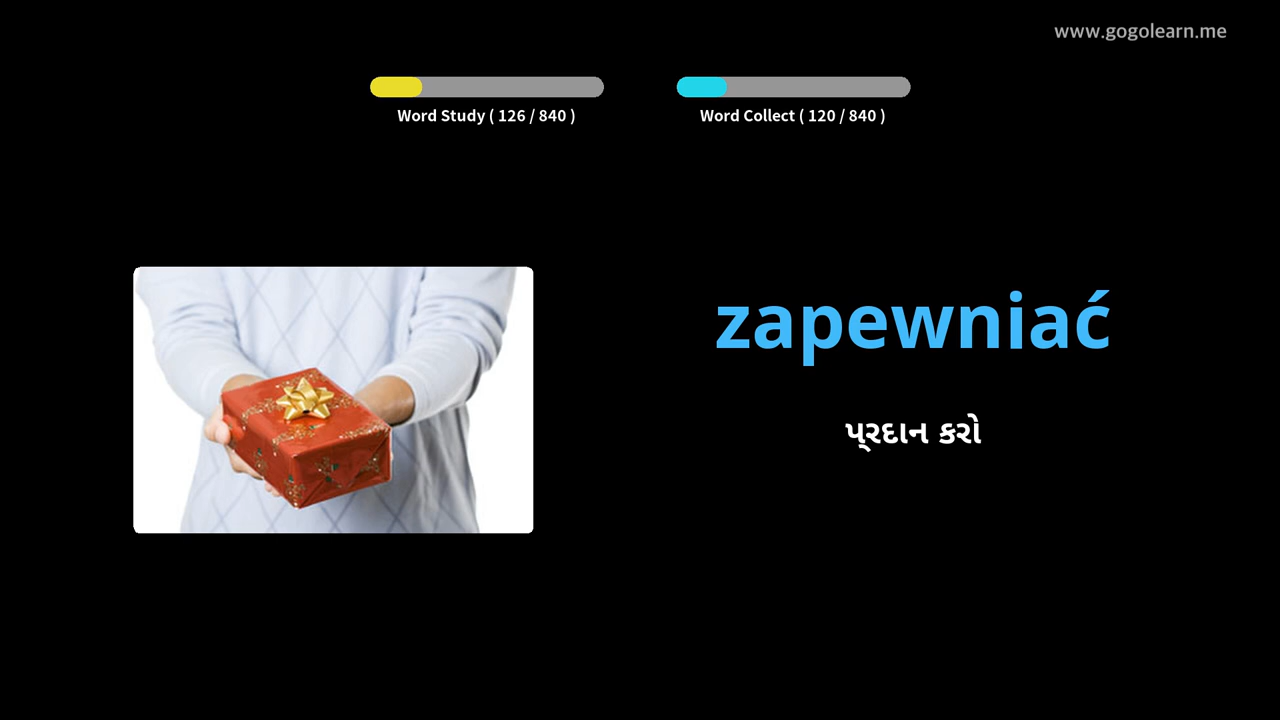 www.gogolearn.me
Word Study ( 126 / 840 )
Word Collect ( 120 / 840 )
zapewniać
પ્રદાન કરો